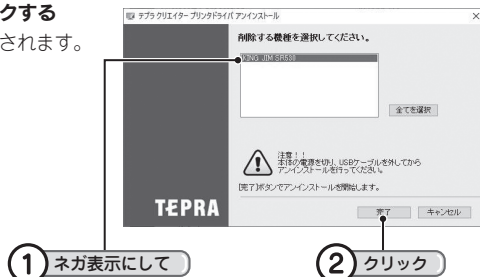 クする
されます。
テプラ クリエイター プリンタドライバ アンインストール
削除する機種を選択してください。
KING JIM SR530
全てを選択
注意！！
本体の電源を切り、USBケーブルを外してから
アンインストールを行ってください。
[完了]ボタンでアンインストールを開始します。
TEPRA
完了
キャンセル
1 ネガ表示にして
2 クリック